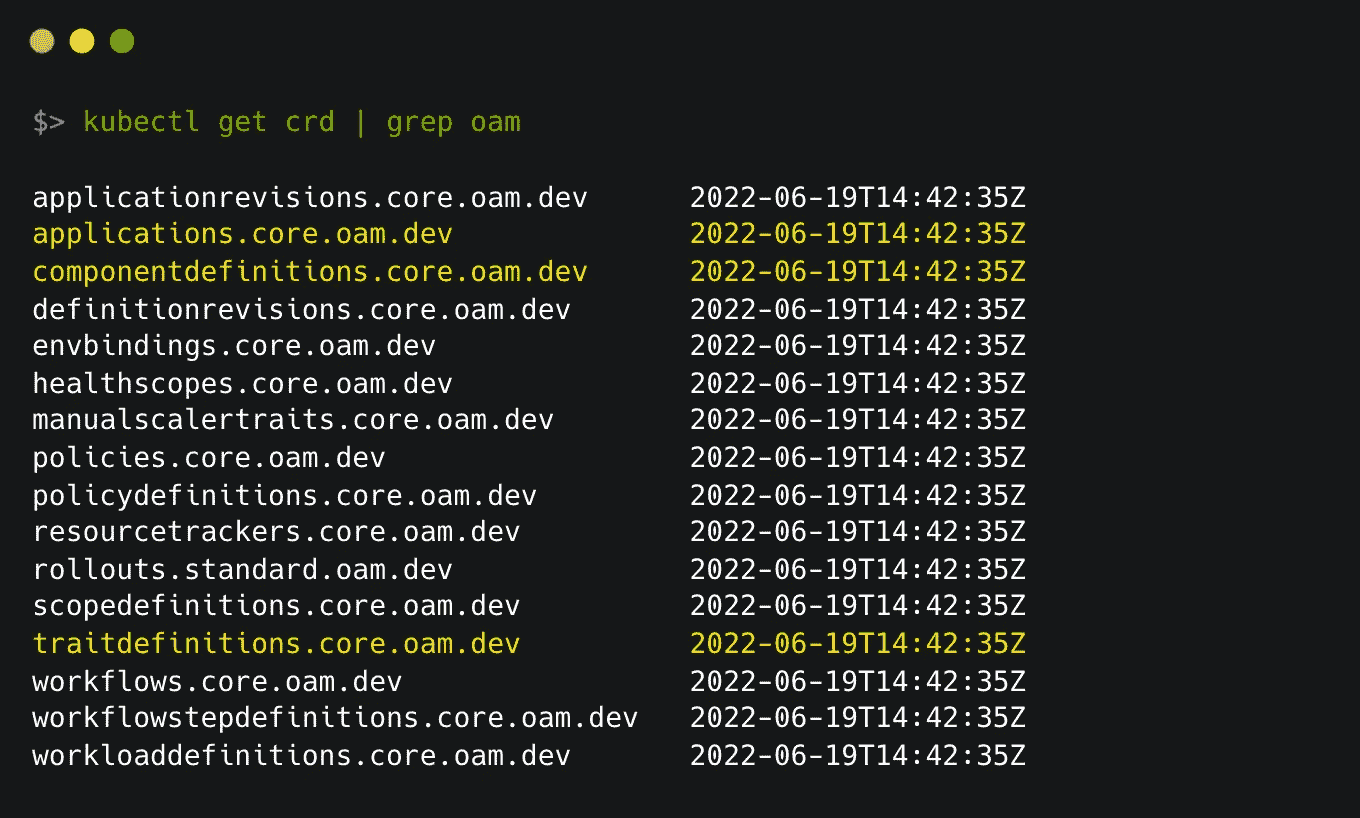 $> kubectl get crd | grep oam
applicationrevisions.core.oam.dev 2022-06-19T14:42:35Z
applications.core.oam.dev 2022-06-19T14:42:35Z
componentdefinitions.core.oam.dev 2022-06-19T14:42:35Z
definitionrevisions.core.oam.dev 2022-06-19T14:42:35Z
envbindings.core.oam.dev 2022-06-19T14:42:35Z
healthscopes.core.oam.dev 2022-06-19T14:42:35Z
manualscalertraits.core.oam.dev 2022-06-19T14:42:35Z
policies.core.oam.dev 2022-06-19T14:42:35Z
policydefinitions.core.oam.dev 2022-06-19T14:42:35Z
resourcetrackers.core.oam.dev 2022-06-19T14:42:35Z
rollouts.standard.oam.dev 2022-06-19T14:42:35Z
scopedefinitions.core.oam.dev 2022-06-19T14:42:35Z
traitdefinitions.core.oam.dev 2022-06-19T14:42:35Z
workflows.core.oam.dev 2022-06-19T14:42:35Z
workflowstepdefinitions.core.oam.dev 2022-06-19T14:42:35Z
workloaddefinitions.core.oam.dev 2022-06-19T14:42:35Z